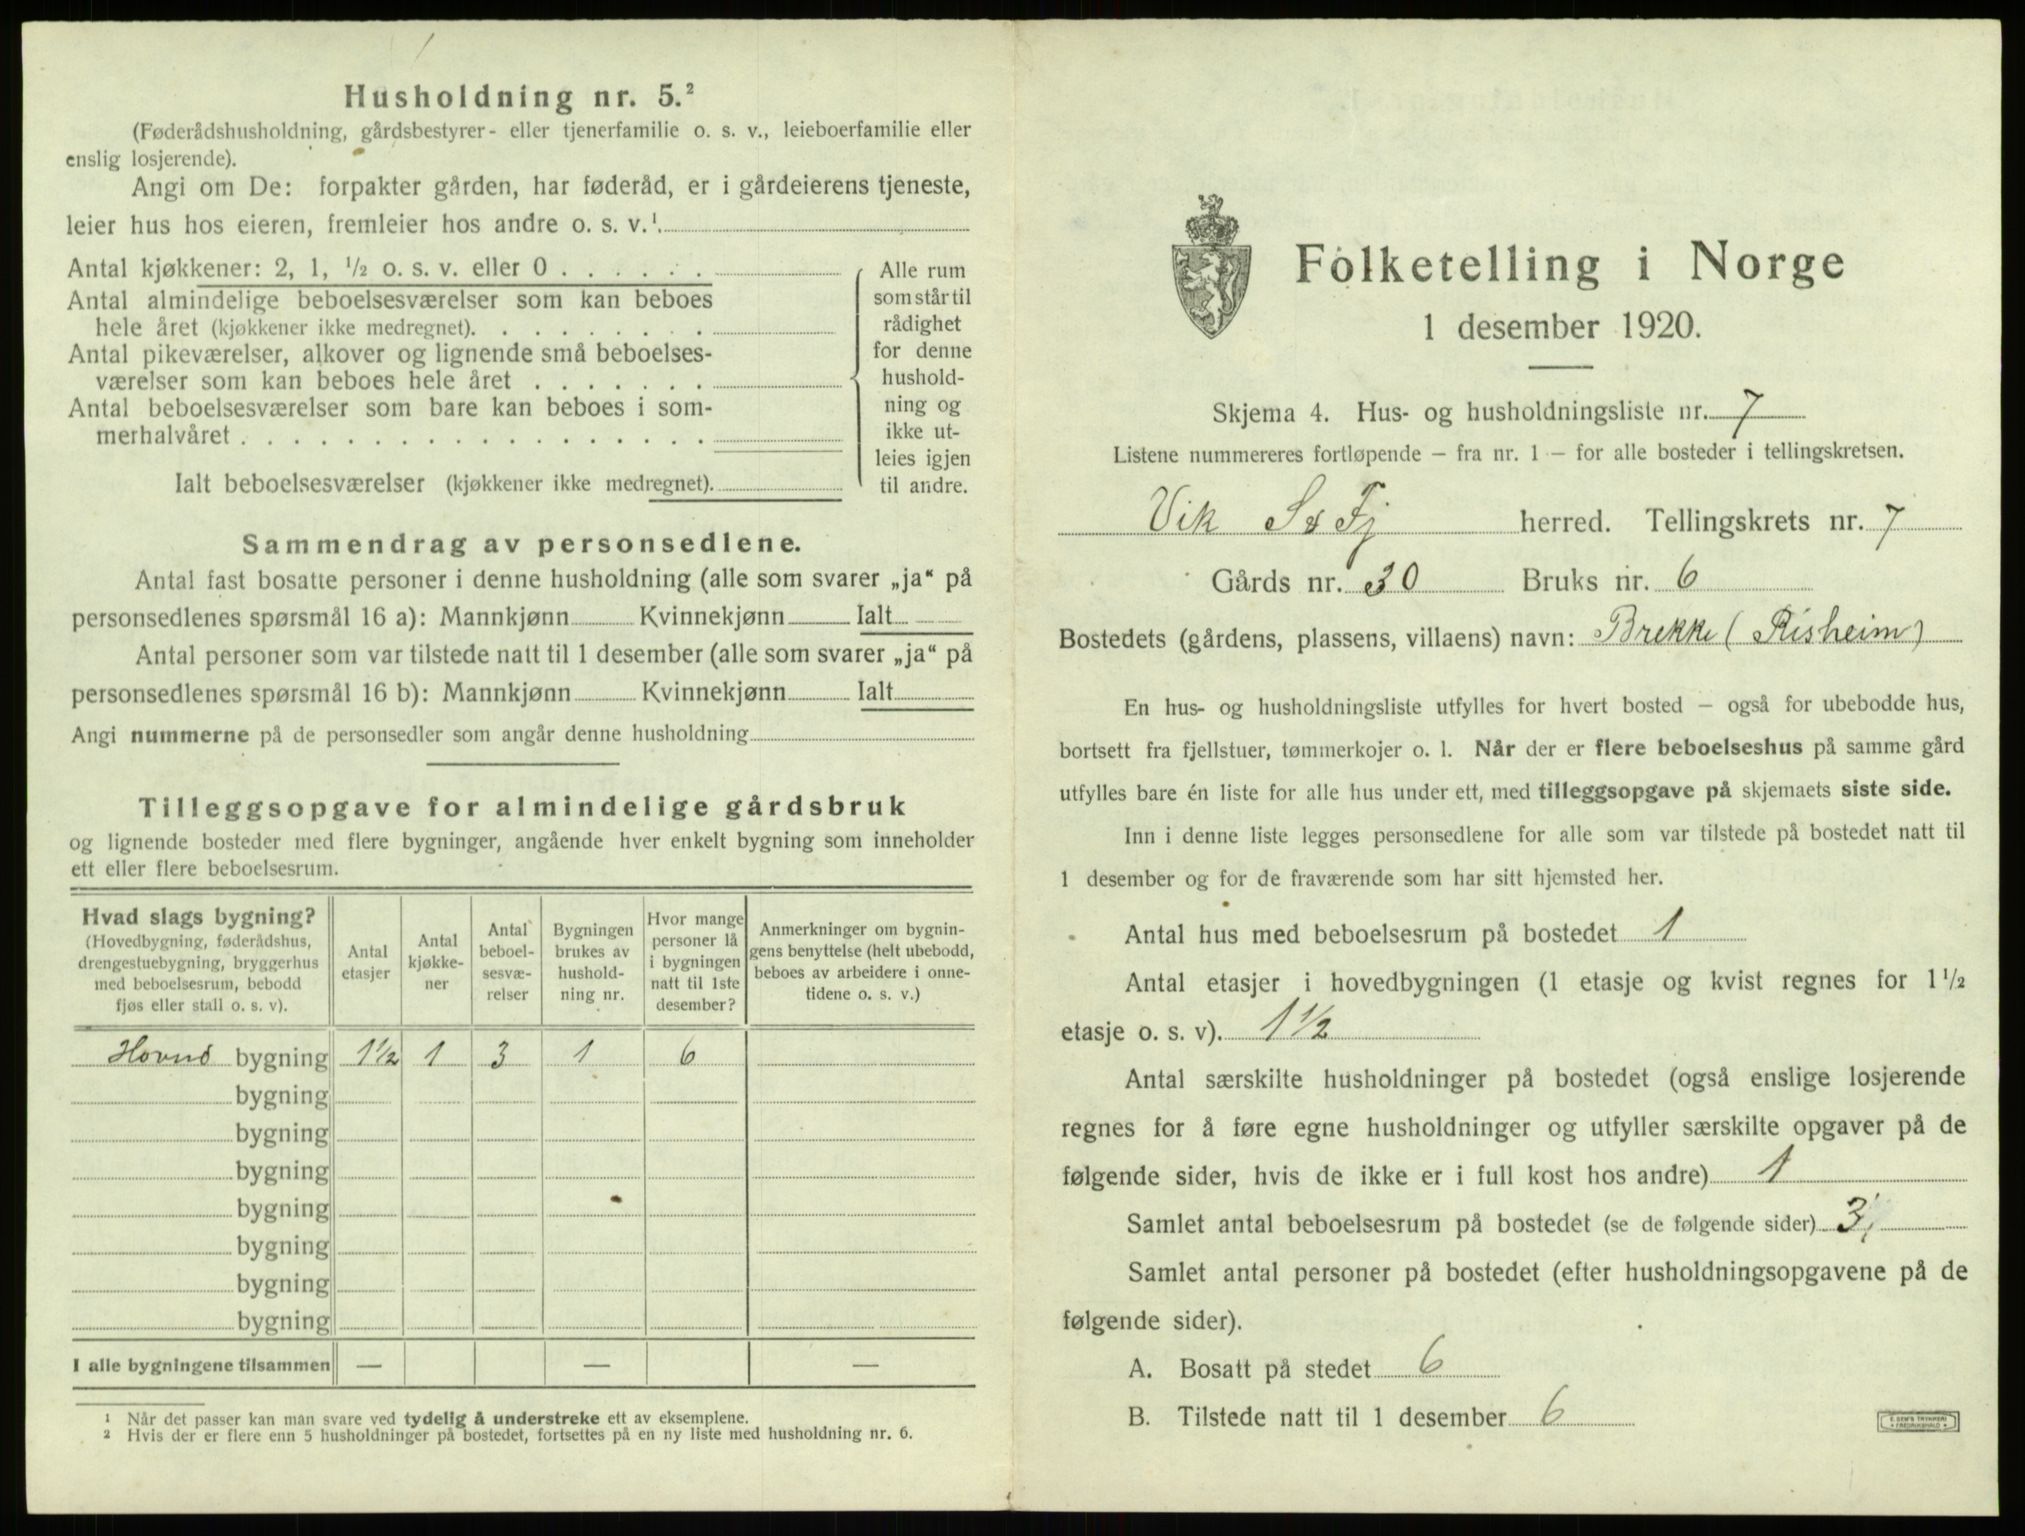 Husholdning nr. 5.²
(Føderådshusholdning, gårdsbestyrer- eller tjenerfamilie o. s. v., leieboerfamilie eller
enslig losjerende).
Angi om De: forpakter gården, har føderåd, er i gårdeierens tjeneste,
leier hus hos eieren, fremleier hos andre o. s. v.¹
Antal kjøkkener: 2, 1, ½ o. s. v. eller 0 . . . . . .
Antal almindelige beboelsesværelser som kan beboes
hele året (kjøkkener ikke medregnet). . . . . . . . .
Antal pikeværelser, alkover og lignende små beboelses-
værelser som kan beboes hele året . . . . . . .
Antal beboelsesværelser som bare kan beboes i som-
merhalvåret . . . . . . . . . . . . . . . . . .
Ialt beboelsesværelser (kjøkkener ikke medregnet).
Alle rum
som står til
rådighet
for denne
hushold-
ning og
ikke ut-
leies igjen
til andre.
Sammendrag av personsedlene.
Antal fast bosatte personer i denne husholdning (alle som svarer „ja“ på
personsedlenes spørsmål 16 a): Mannkjønn Kvinnekjønn Ialt
Antal personer som var tilstede natt til 1 desember (alle som svarer „ja“ på
personsedlenes spørsmål 16 b): Mannkjønn Kvinnekjønn Ialt
Angi nummerne på de personsedler som angår denne husholdning
Tilleggsopgave for almindelige gårdsbruk
og lignende bosteder med flere bygninger, angående hver enkelt bygning som inneholder
ett eller flere beboelsesrum.
Hvad slags bygning?
(Hovedbygning, føderådshus,
drengestuebygning, bryggerhus
med beboelsesrum, bebodd
fjøs eller stall o. s. v).
Antal
etasjer
Antal
kjøkke-
ner
Antal
beboel-
sesvæ-
relser
Bygningen
brukes av
hushold-
ning nr.
Hvor mange
personer lå
i bygningen
natt til 1ste
desember?
Anmerkninger om bygnin-
gens benyttelse (helt ubebodd,
beboes av arbeidere i onne-
tidene o. s. v.)
Hovud bygning 1½ 1 3 1 6
bygning
bygning
bygning
bygning
bygning
bygning
bygning
I alle bygningene tilsammen — — —
¹ Når det passer kan man svare ved tydelig å understreke ett av eksemplene.
² Hvis der er flere enn 5 husholdninger på bostedet, fortsettes på en ny liste med husholdning nr. 6.
Folketelling i Norge
1 desember 1920.
Skjema 4. Hus- og husholdningsliste nr. 7
Listene nummereres fortløpende – fra nr. 1 – for alle bosteder i tellingskretsen.
Vik S & Fj herred. Tellingskrets nr. 7
Gårds nr. 30 Bruks nr. 6
Bostedets (gårdens, plassens, villaens) navn: Brekke (Risheim)
En hus- og husholdningsliste utfylles for hvert bosted – også for ubebodde hus,
bortsett fra fjellstuer, tømmerkojer o. l. Når der er flere beboelseshus på samme gård
utfylles bare én liste for alle hus under ett, med tilleggsopgave på skjemaets siste side.
Inn i denne liste legges personsedlene for alle som var tilstede på bostedet natt til
1 desember og for de fraværende som har sitt hjemsted her.
Antal hus med beboelsesrum på bostedet 1
Antal etasjer i hovedbygningen (1 etasje og kvist regnes for 1½
etasje o. s. v). 1½
Antal særskilte husholdninger på bostedet (også enslige losjerende
regnes for å føre egne husholdninger og utfyller særskilte opgaver på de
følgende sider, hvis de ikke er i full kost hos andre) 1
Samlet antal beboelsesrum på bostedet (se de følgende sider) 3
Samlet antal personer på bostedet (efter husholdningsopgavene på de
følgende sider).
A. Bosatt på stedet 6
B. Tilstede natt til 1 desember 6
E. SEM'S TRYKKERI
FREDRIKSHALD